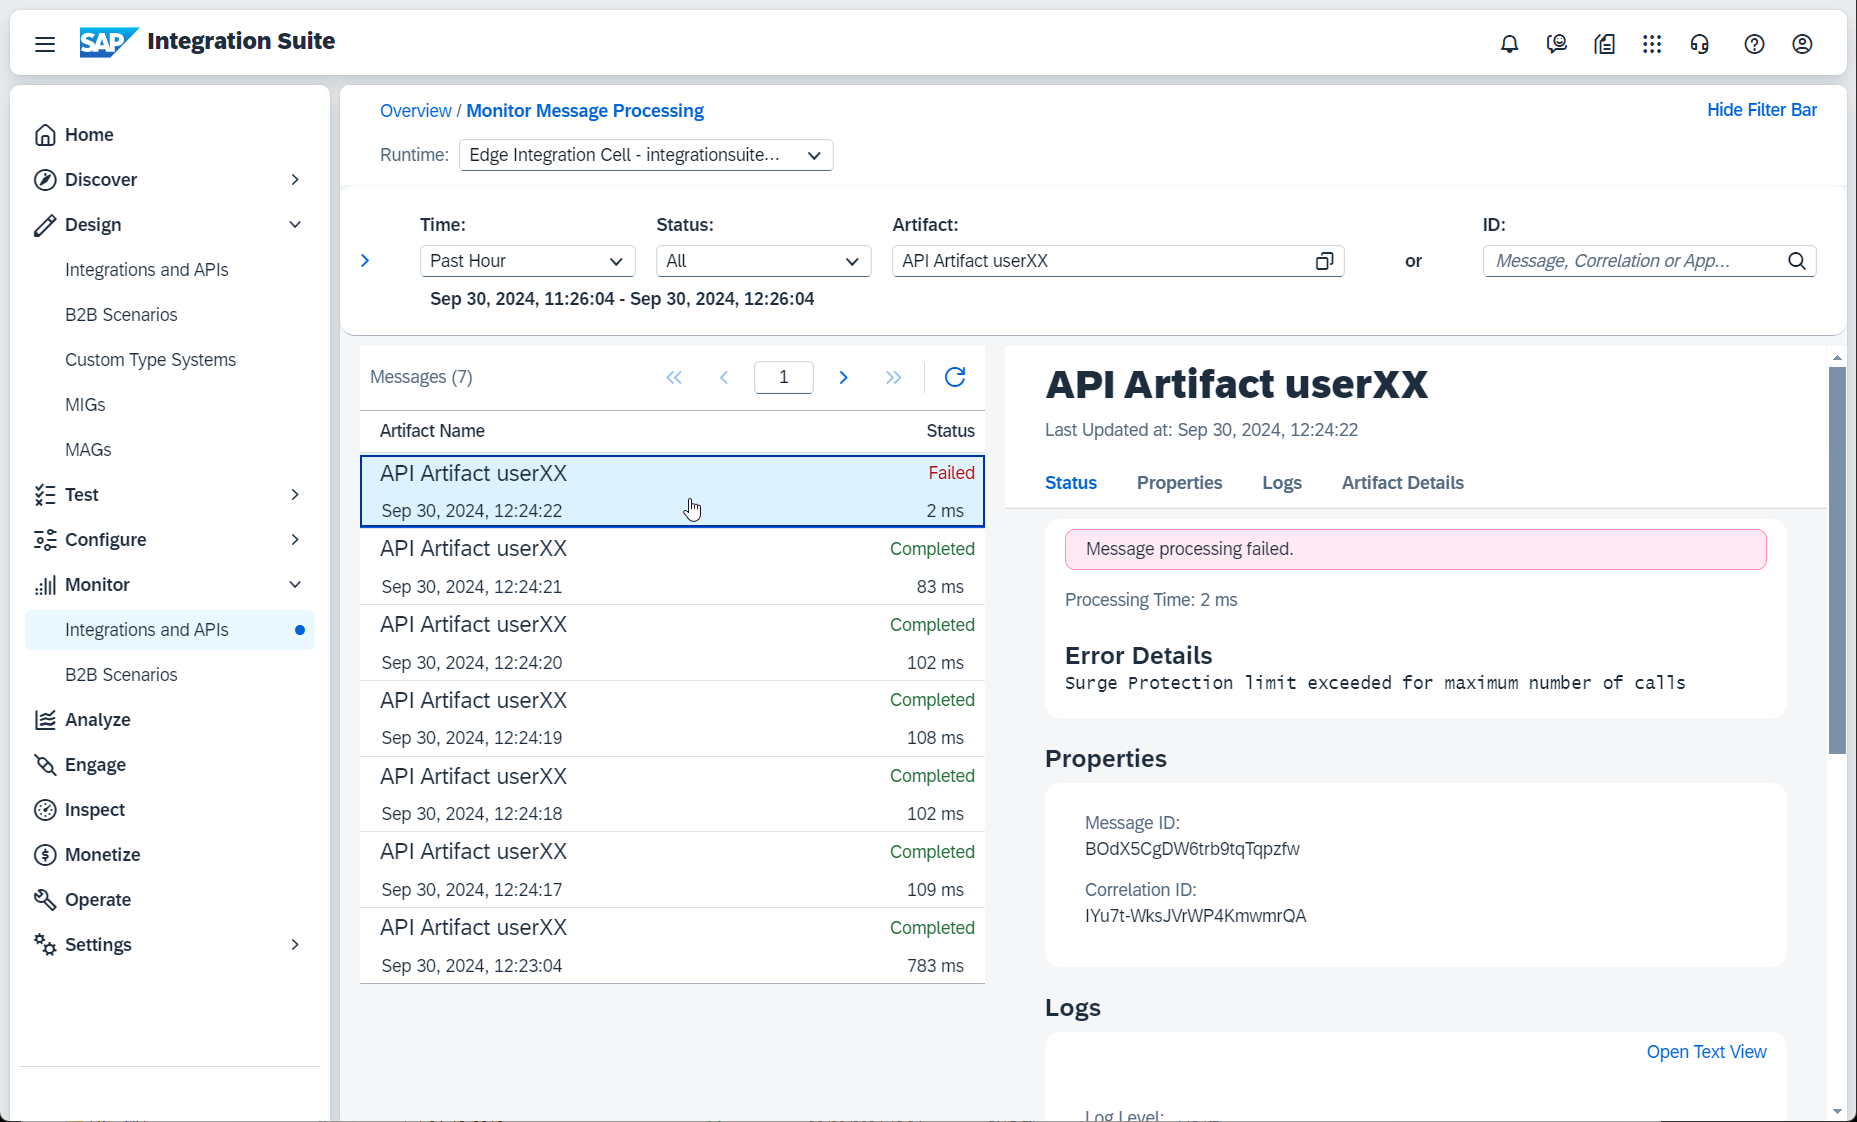 SAP Integration Suite
Home
Discover
Design
Integrations and APIs
B2B Scenarios
Custom Type Systems
MIGs
MAGs
Test
Configure
Monitor
Integrations and APIs
B2B Scenarios
Analyze
Engage
Inspect
Monetize
Operate
Settings
Overview / Monitor Message Processing
Hide Filter Bar
Runtime: Edge Integration Cell - integrationsuite...
Time: Status: Artifact: ID:
Past Hour All API Artifact userXX or Message, Correlation or App...
Sep 30, 2024, 11:26:04 - Sep 30, 2024, 12:26:04
Messages (7) 1
Artifact Name Status
API Artifact userXX Failed
Sep 30, 2024, 12:24:22 2 ms
API Artifact userXX Completed
Sep 30, 2024, 12:24:21 83 ms
API Artifact userXX Completed
Sep 30, 2024, 12:24:20 102 ms
API Artifact userXX Completed
Sep 30, 2024, 12:24:19 108 ms
API Artifact userXX Completed
Sep 30, 2024, 12:24:18 102 ms
API Artifact userXX Completed
Sep 30, 2024, 12:24:17 109 ms
API Artifact userXX Completed
Sep 30, 2024, 12:23:04 783 ms
API Artifact userXX
Last Updated at: Sep 30, 2024, 12:24:22
Status Properties Logs Artifact Details
Message processing failed.
Processing Time: 2 ms
Error Details
Surge Protection limit exceeded for maximum number of calls
Properties
Message ID:
BOdX5CgDW6trb9tqTqpzfw
Correlation ID:
IYu7t-WksJVrWP4KmwmrQA
Logs
Open Text View
Log Level: